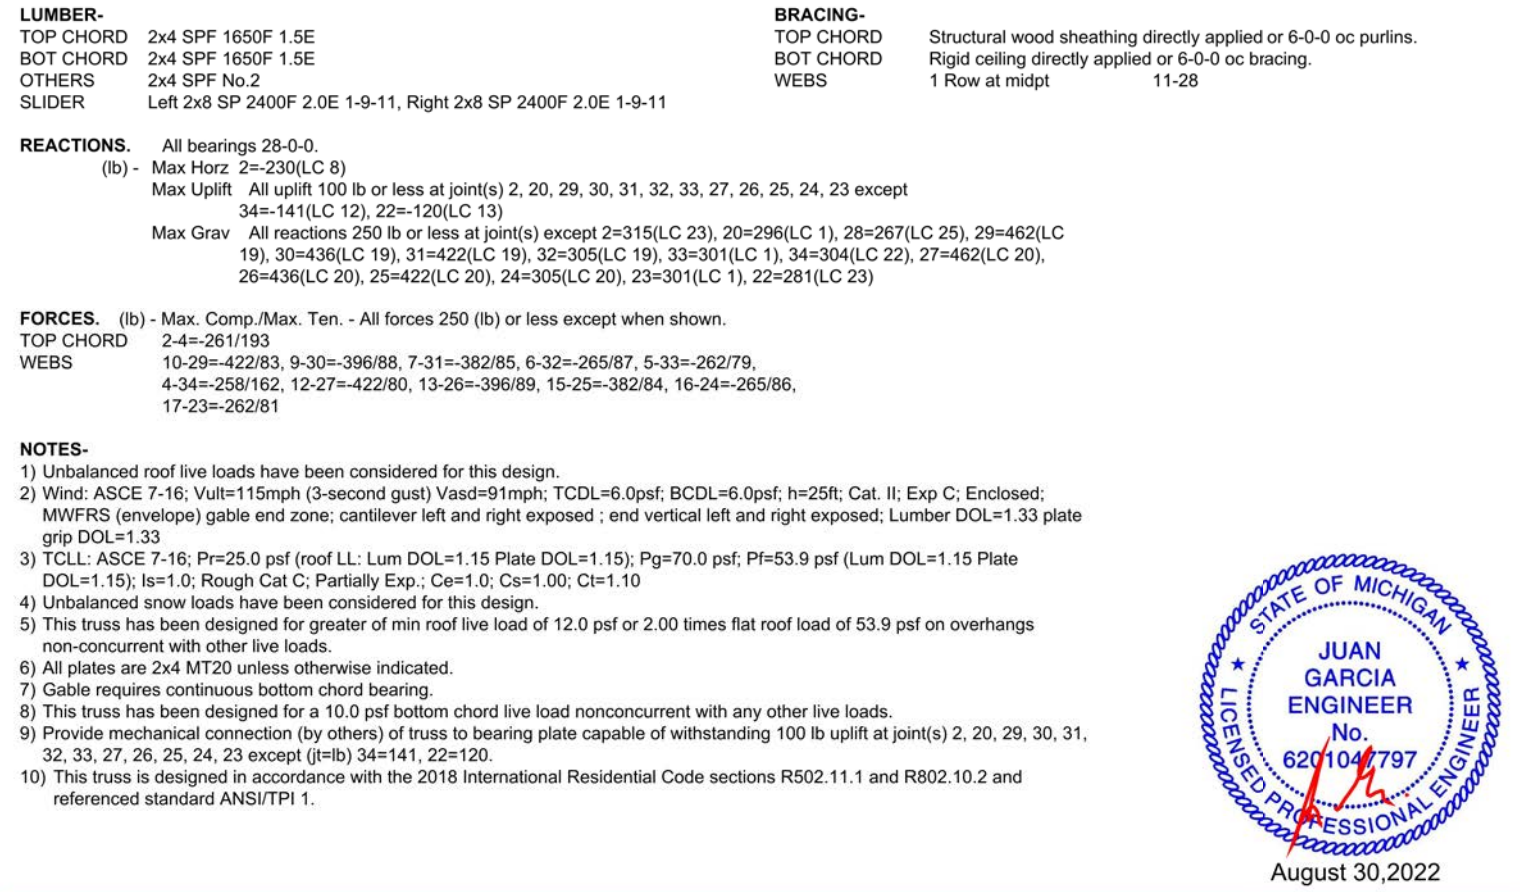 LUMBER-
TOP CHORD 2x4 SPF 1650F 1.5E
BOT CHORD 2x4 SPF 1650F 1.5E
OTHERS 2x4 SPF No.2
SLIDER Left 2x8 SP 2400F 2.0E 1-9-11, Right 2x8 SP 2400F 2.0E 1-9-11
BRACING-
TOP CHORD Structural wood sheathing directly applied or 6-0-0 oc purlins.
BOT CHORD Rigid ceiling directly applied or 6-0-0 oc bracing.
WEBS 1 Row at midpt 11-28
REACTIONS. All bearings 28-0-0.
(lb) - Max Horz 2=-230(LC 8)
Max Uplift All uplift 100 lb or less at joint(s) 2, 20, 29, 30, 31, 32, 33, 27, 26, 25, 24, 23 except
34=-141(LC 12), 22=-120(LC 13)
Max Grav All reactions 250 lb or less at joint(s) except 2=315(LC 23), 20=296(LC 1), 28=267(LC 25), 29=462(LC
19), 30=436(LC 19), 31=422(LC 19), 32=305(LC 19), 33=301(LC 1), 34=304(LC 22), 27=462(LC 20),
26=436(LC 20), 25=422(LC 20), 24=305(LC 20), 23=301(LC 1), 22=281(LC 23)
FORCES. (lb) - Max. Comp./Max. Ten. - All forces 250 (lb) or less except when shown.
TOP CHORD 2-4=-261/193
WEBS 10-29=-422/83, 9-30=-396/88, 7-31=-382/85, 6-32=-265/87, 5-33=-262/79,
4-34=-258/162, 12-27=-422/80, 13-26=-396/89, 15-25=-382/84, 16-24=-265/86,
17-23=-262/81
NOTES-
1) Unbalanced roof live loads have been considered for this design.
2) Wind: ASCE 7-16; Vult=115mph (3-second gust) Vasd=91mph; TCDL=6.0psf; BCDL=6.0psf; h=25ft; Cat. II; Exp C; Enclosed;
MWFRS (envelope) gable end zone; cantilever left and right exposed ; end vertical left and right exposed; Lumber DOL=1.33 plate
grip DOL=1.33
3) TCLL: ASCE 7-16; Pr=25.0 psf (roof LL: Lum DOL=1.15 Plate DOL=1.15); Pg=70.0 psf; Pf=53.9 psf (Lum DOL=1.15 Plate
DOL=1.15); Is=1.0; Rough Cat C; Partially Exp.; Ce=1.0; Cs=1.00; Ct=1.10
4) Unbalanced snow loads have been considered for this design.
5) This truss has been designed for greater of min roof live load of 12.0 psf or 2.00 times flat roof load of 53.9 psf on overhangs
non-concurrent with other live loads.
6) All plates are 2x4 MT20 unless otherwise indicated.
7) Gable requires continuous bottom chord bearing.
8) This truss has been designed for a 10.0 psf bottom chord live load nonconcurrent with any other live loads.
9) Provide mechanical connection (by others) of truss to bearing plate capable of withstanding 100 lb uplift at joint(s) 2, 20, 29, 30, 31,
32, 33, 27, 26, 25, 24, 23 except (jt=lb) 34=141, 22=120.
10) This truss is designed in accordance with the 2018 International Residential Code sections R502.11.1 and R802.10.2 and
referenced standard ANSI/TPI 1.
STATE OF MICHIGAN
JUAN
GARCIA
ENGINEER
No.
6201047797
LICENSED PROFESSIONAL ENGINEER
August 30,2022